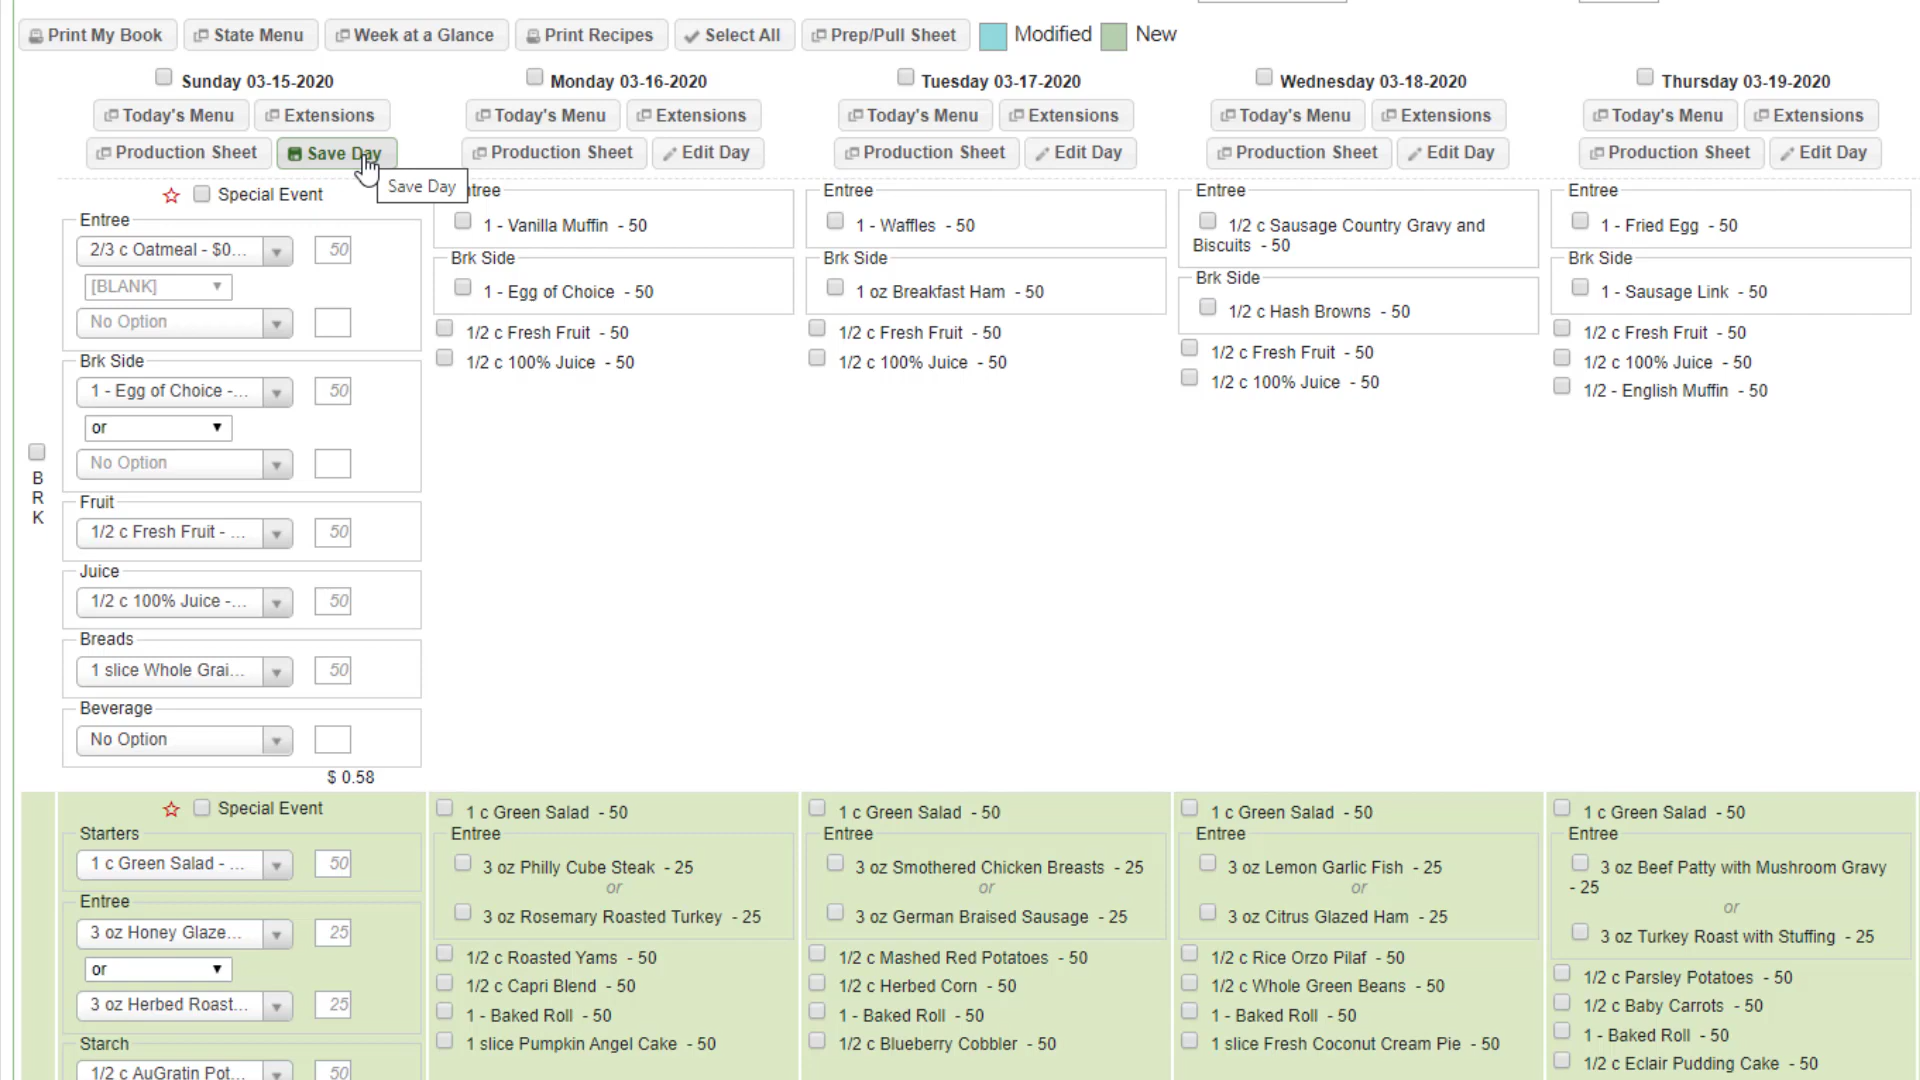 Print My Book State Menu Week at a Glance Print Recipes Select All Prep/Pull Sheet Modified New
Sunday 03-15-2020 Monday 03-16-2020 Tuesday 03-17-2020 Wednesday 03-18-2020 Thursday 03-19-2020
Today's Menu Extensions Today's Menu Extensions Today's Menu Extensions Today's Menu Extensions Today's Menu Extensions
Production Sheet Save Day Production Sheet Edit Day Production Sheet Edit Day Production Sheet Edit Day Production Sheet Edit Day
Save Day
B
R
K
Special Event
Entree
2/3 c Oatmeal - $0... 50
[BLANK]
No Option
Brk Side
1 - Egg of Choice -... 50
or
No Option
Fruit
1/2 c Fresh Fruit - ... 50
Juice
1/2 c 100% Juice -... 50
Breads
1 slice Whole Grai... 50
Beverage
No Option
$ 0.58
ntree
1 - Vanilla Muffin - 50
Brk Side
1 - Egg of Choice - 50
1/2 c Fresh Fruit - 50
1/2 c 100% Juice - 50
Entree
1 - Waffles - 50
Brk Side
1 oz Breakfast Ham - 50
1/2 c Fresh Fruit - 50
1/2 c 100% Juice - 50
Entree
1/2 c Sausage Country Gravy and
Biscuits - 50
Brk Side
1/2 c Hash Browns - 50
1/2 c Fresh Fruit - 50
1/2 c 100% Juice - 50
Entree
1 - Fried Egg - 50
Brk Side
1 - Sausage Link - 50
1/2 c Fresh Fruit - 50
1/2 c 100% Juice - 50
1/2 - English Muffin - 50
Special Event
Starters
1 c Green Salad - ... 50
Entree
3 oz Honey Glaze... 25
or
3 oz Herbed Roast... 25
Starch
1/2 c AuGratin Pot... 50
1 c Green Salad - 50
Entree
3 oz Philly Cube Steak - 25
or
3 oz Rosemary Roasted Turkey - 25
1/2 c Roasted Yams - 50
1/2 c Capri Blend - 50
1 - Baked Roll - 50
1 slice Pumpkin Angel Cake - 50
1 c Green Salad - 50
Entree
3 oz Smothered Chicken Breasts - 25
or
3 oz German Braised Sausage - 25
1/2 c Mashed Red Potatoes - 50
1/2 c Herbed Corn - 50
1 - Baked Roll - 50
1/2 c Blueberry Cobbler - 50
1 c Green Salad - 50
Entree
3 oz Lemon Garlic Fish - 25
or
3 oz Citrus Glazed Ham - 25
1/2 c Rice Orzo Pilaf - 50
1/2 c Whole Green Beans - 50
1 - Baked Roll - 50
1 slice Fresh Coconut Cream Pie - 50
1 c Green Salad - 50
Entree
3 oz Beef Patty with Mushroom Gravy
- 25
or
3 oz Turkey Roast with Stuffing - 25
1/2 c Parsley Potatoes - 50
1/2 c Baby Carrots - 50
1 - Baked Roll - 50
1/2 c Eclair Pudding Cake - 50